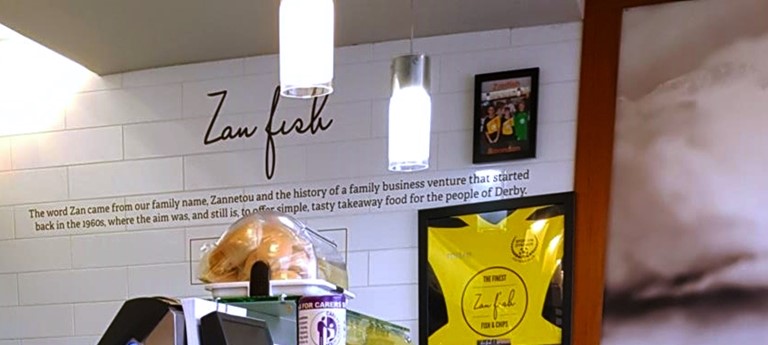 Zan fish
The word Zan came from our family name, Zannetou and the history of a family business venture that started
back in the 1960s, where the aim was, and still is, to offer simple, tasty takeaway food for the people of Derby.
THE FINEST
Zan fish
FISH & CHIPS
FOR CARERS